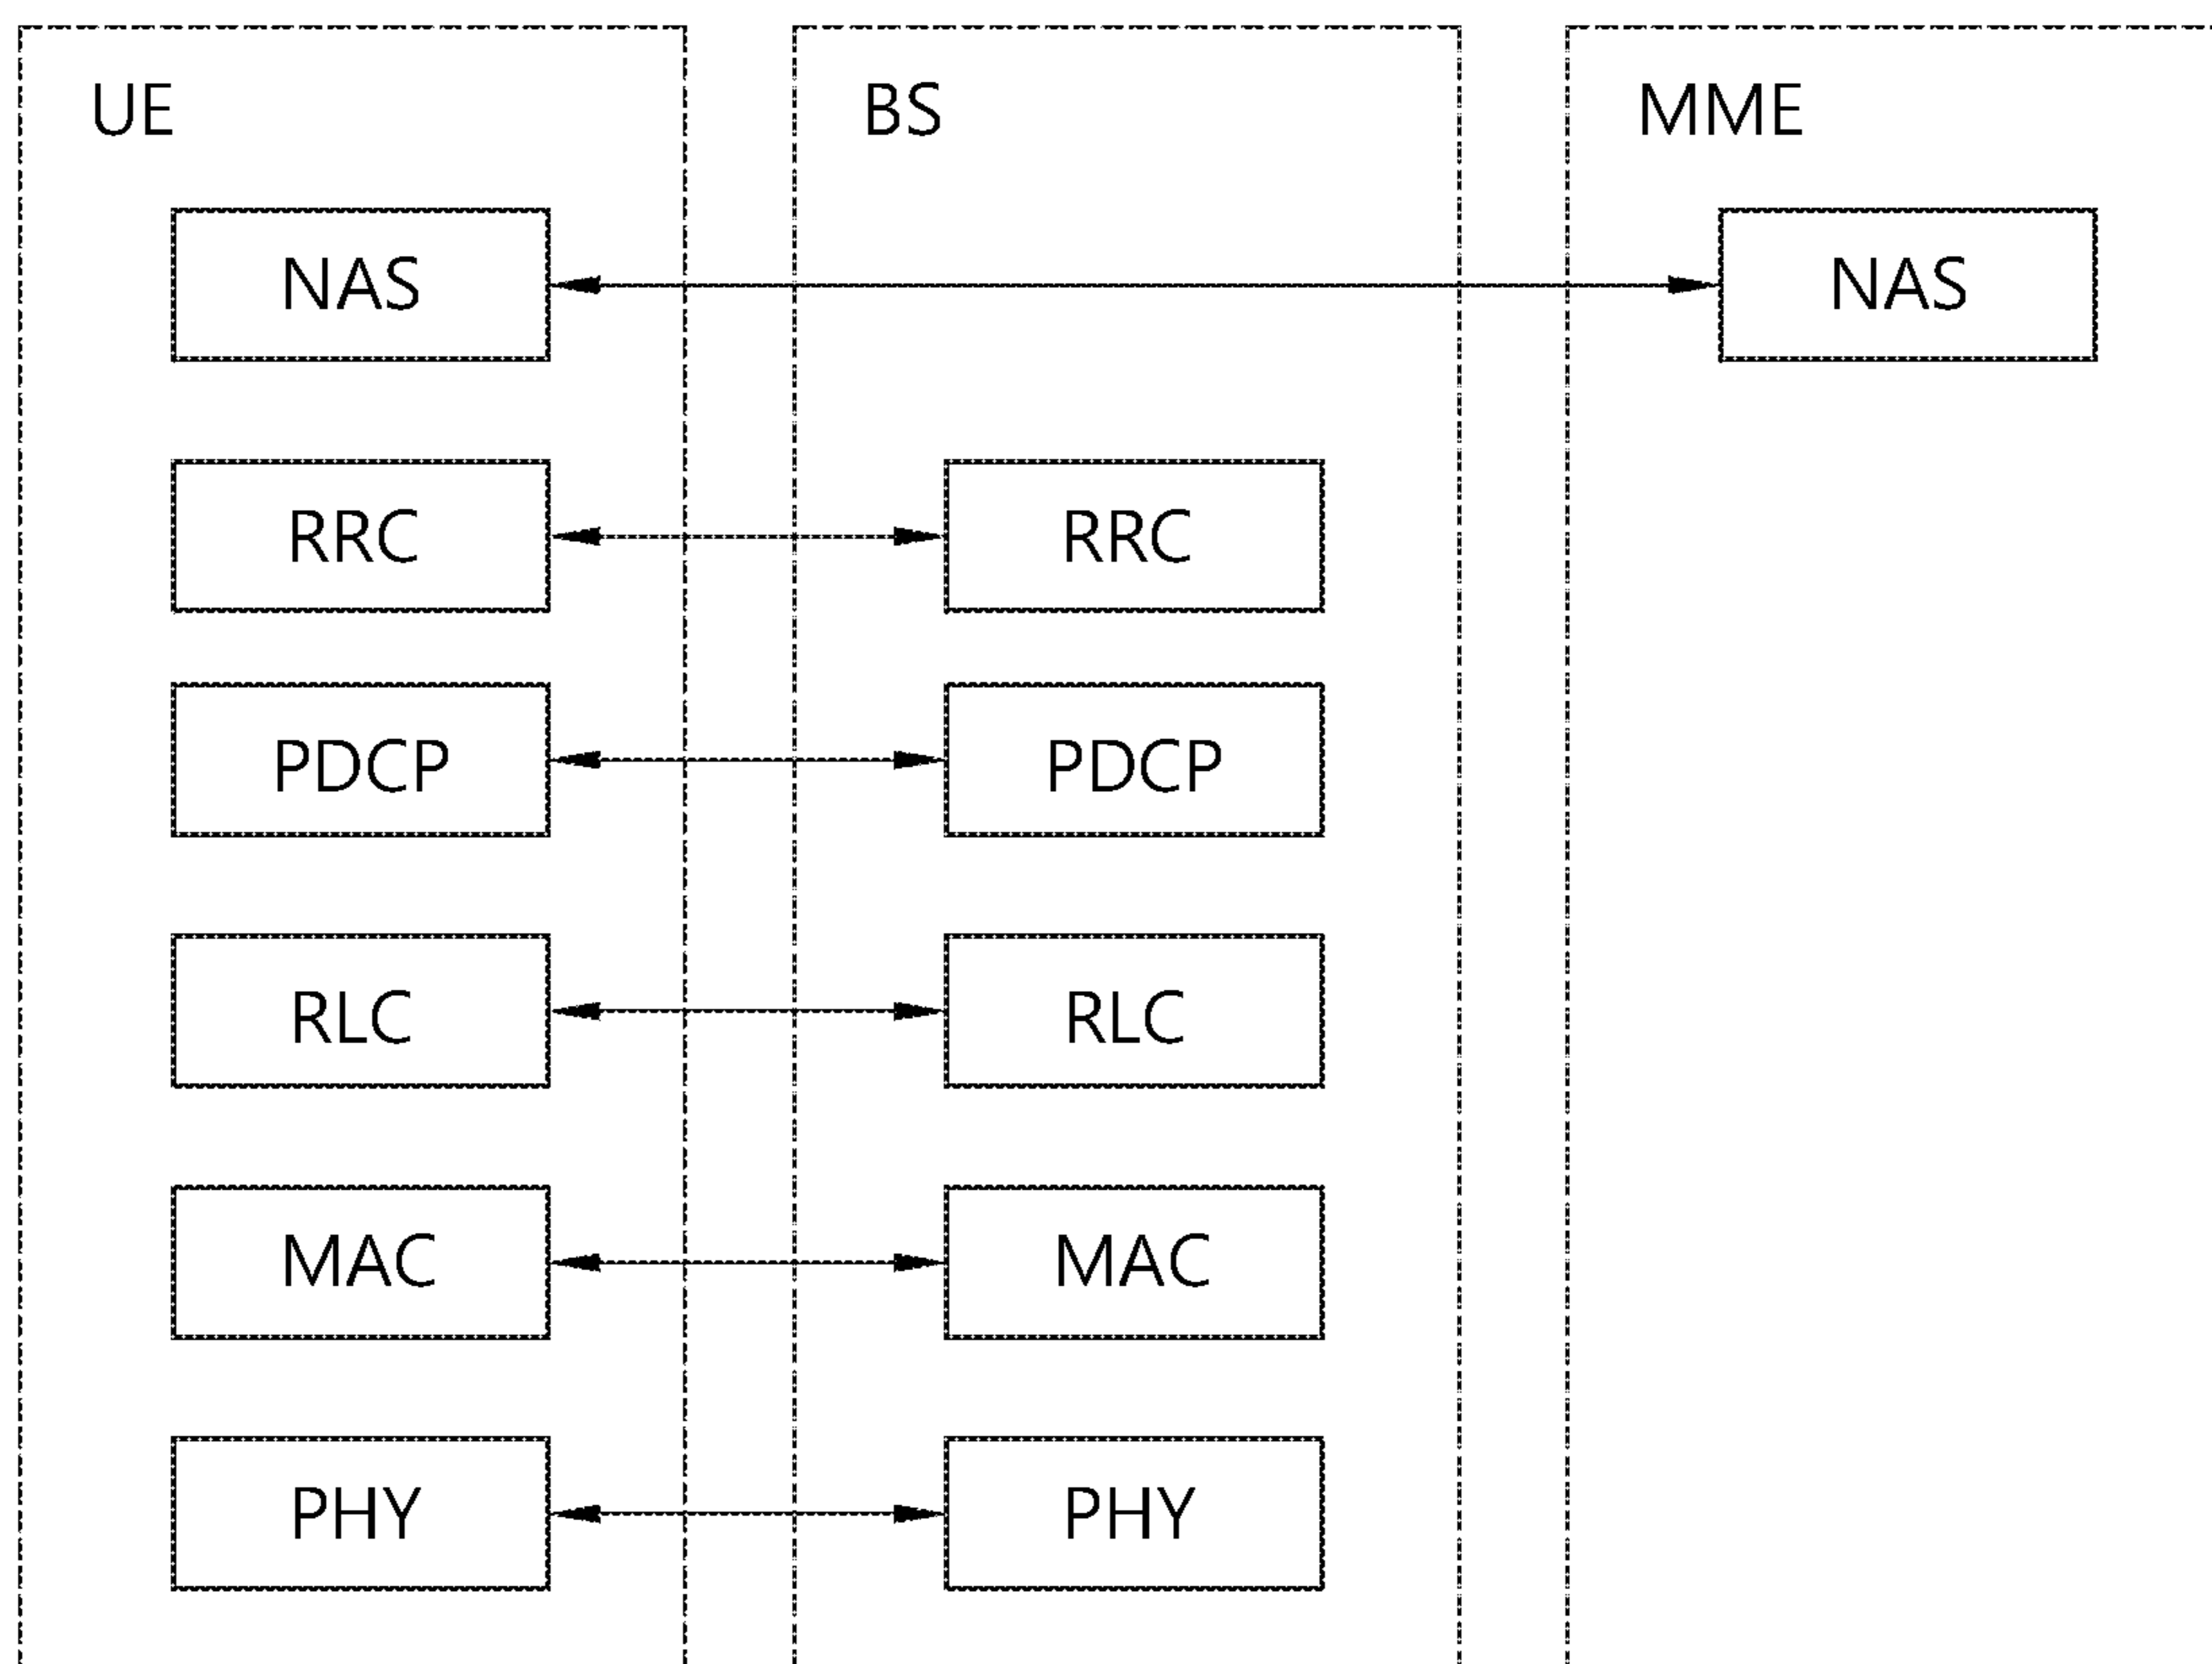 UE
BS
MME
NAS
NAS
RRC
RRC
PDCP
PDCP
RLC
RLC
MAC
MAC
PHY
PHY